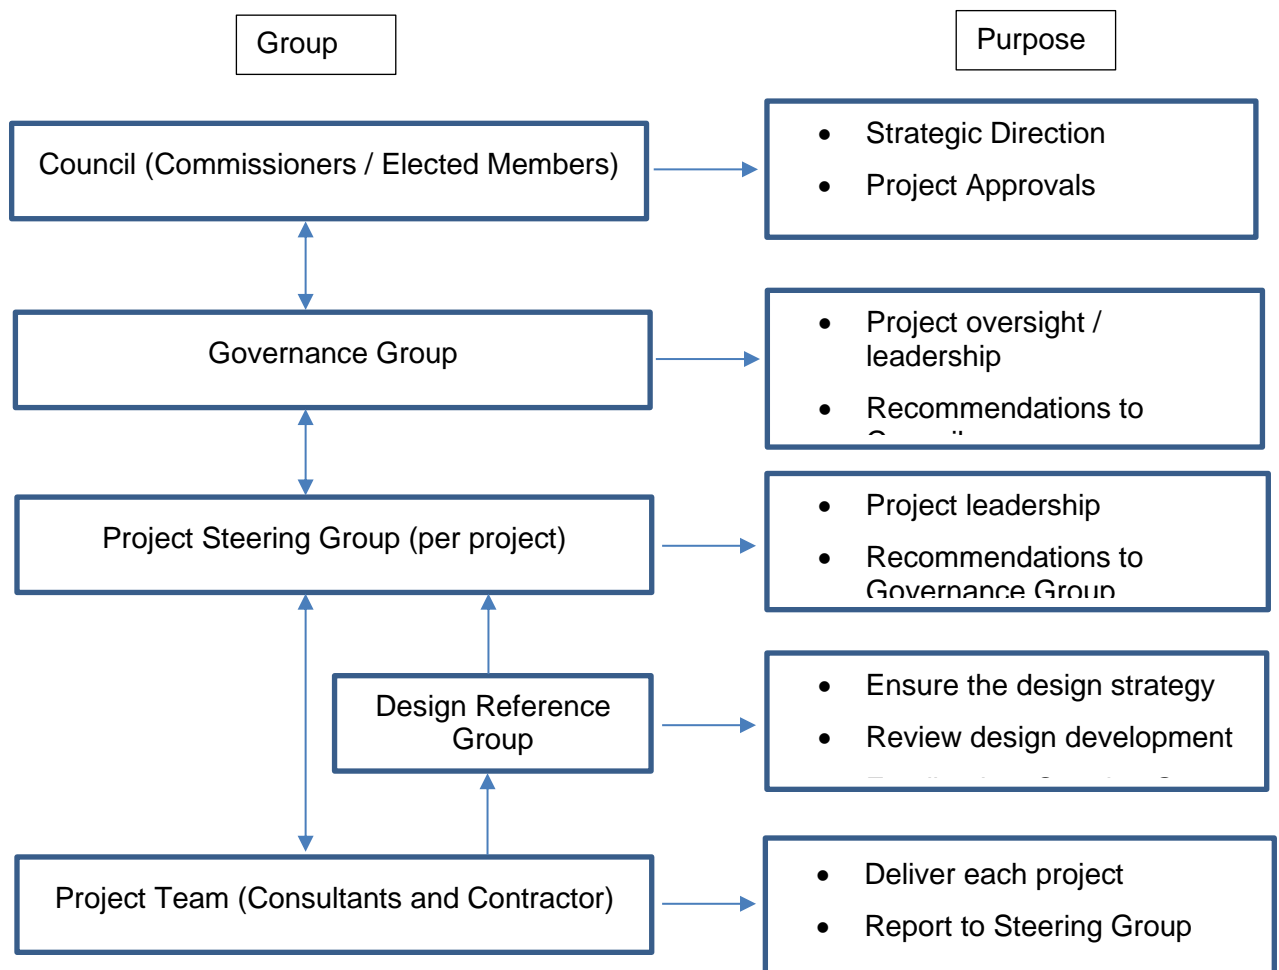 Group
Purpose
Council (Commissioners / Elected Members)
• Strategic Direction
• Project Approvals
Governance Group
• Project oversight /
leadership
• Recommendations to
Project Steering Group (per project)
• Project leadership
• Recommendations to
Governance Group
Design Reference
Group
• Ensure the design strategy
• Review design development
Project Team (Consultants and Contractor)
• Deliver each project
• Report to Steering Group